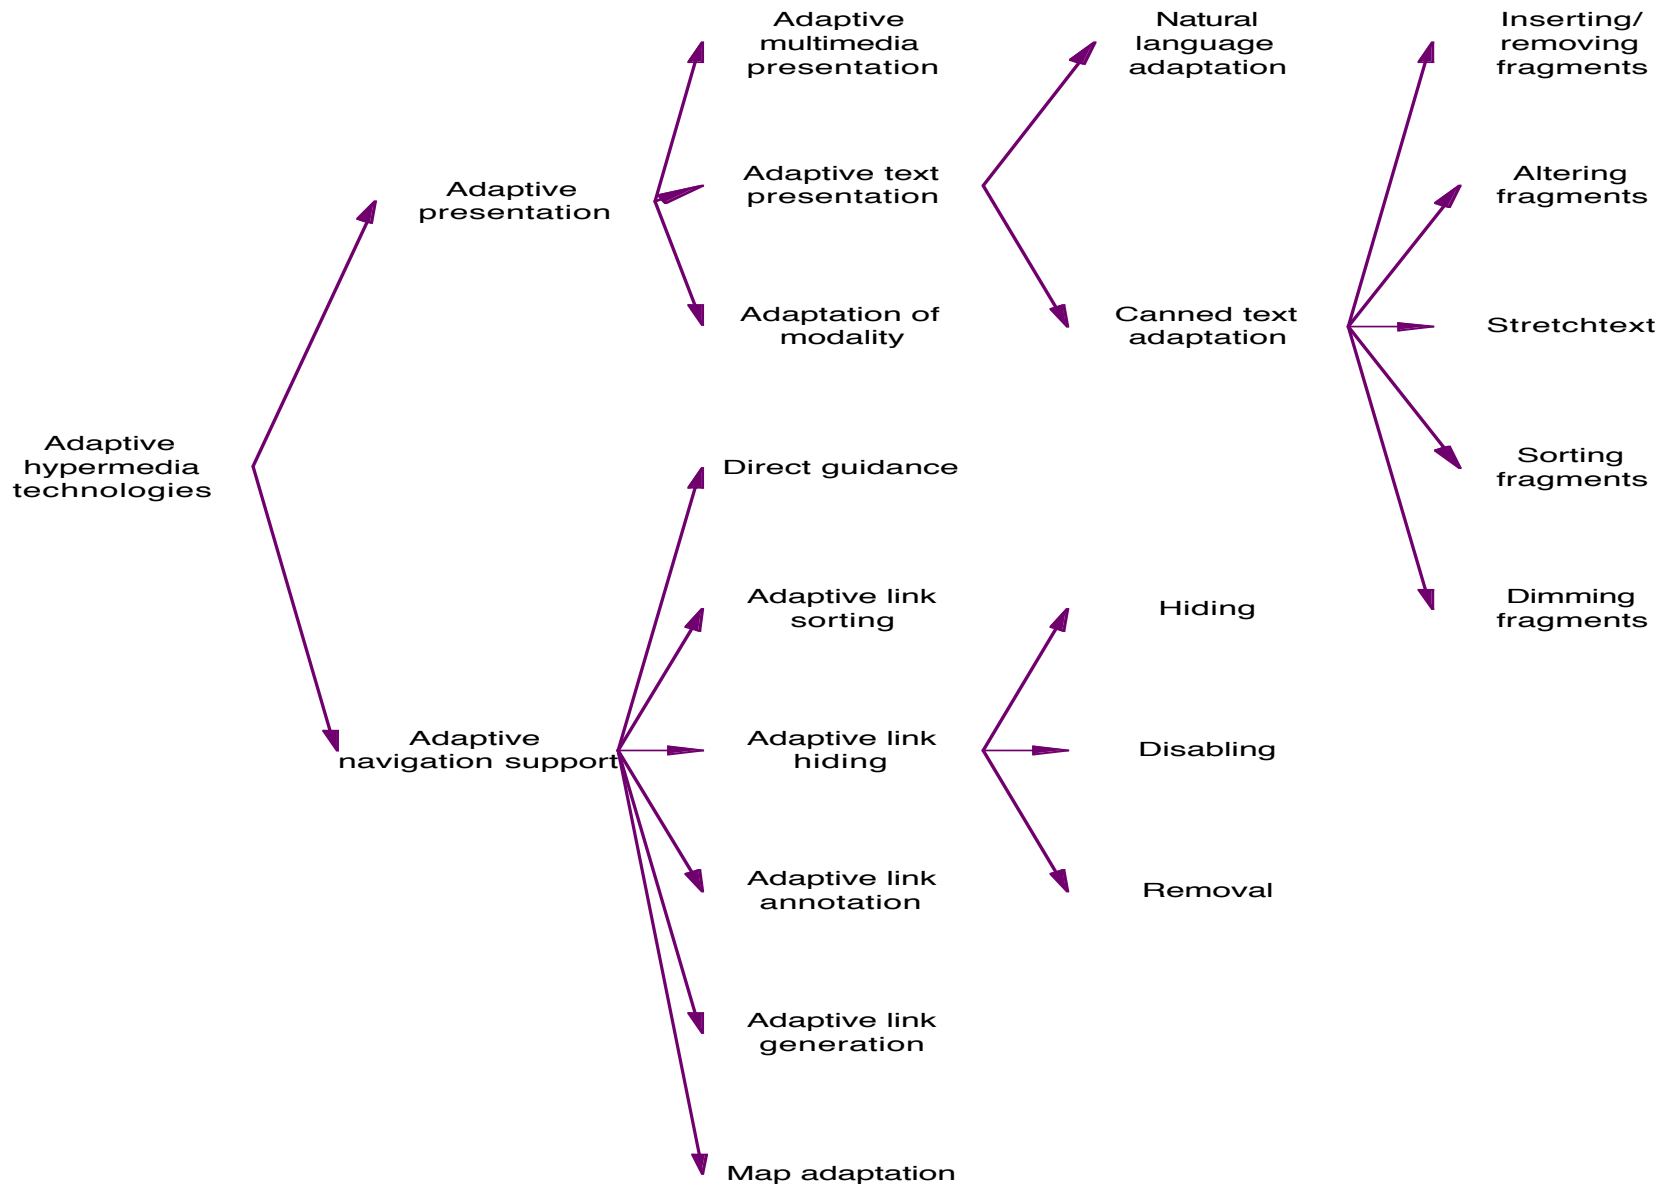 Adaptive
hypermedia
technologies
Adaptive
presentation
Adaptive
navigation support
Adaptive
multimedia
presentation
Adaptive text
presentation
Adaptation of
modality
Direct guidance
Adaptive link
sorting
Adaptive link
hiding
Adaptive link
annotation
Adaptive link
generation
Map adaptation
Natural
language
adaptation
Canned text
adaptation
Hiding
Disabling
Removal
Inserting/
removing
fragments
Altering
fragments
Stretchtext
Sorting
fragments
Dimming
fragments